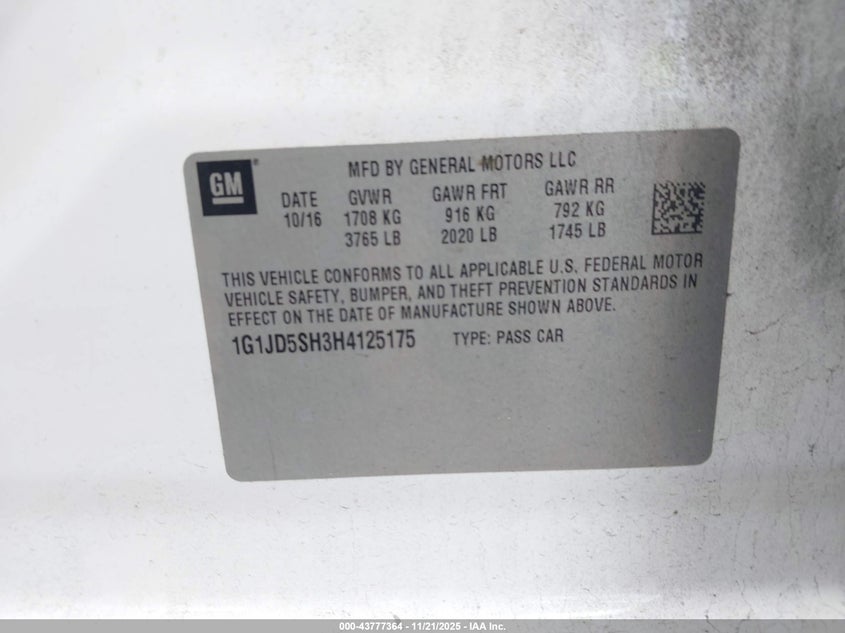 GM
MFD BY GENERAL MOTORS LLC
DATE GVWR GAWR FRT GAWR RR
10/16 1708 KG 916 KG 792 KG
3765 LB 2020 LB 1745 LB
THIS VEHICLE CONFORMS TO ALL APPLICABLE U.S. FEDERAL MOTOR
VEHICLE SAFETY, BUMPER, AND THEFT PREVENTION STANDARDS IN
EFFECT ON THE DATE OF MANUFACTURE SHOWN ABOVE.
1G1JD5SH3H4125175 TYPE: PASS CAR
000-43777364 - 11/21/2025 - IAA Inc.